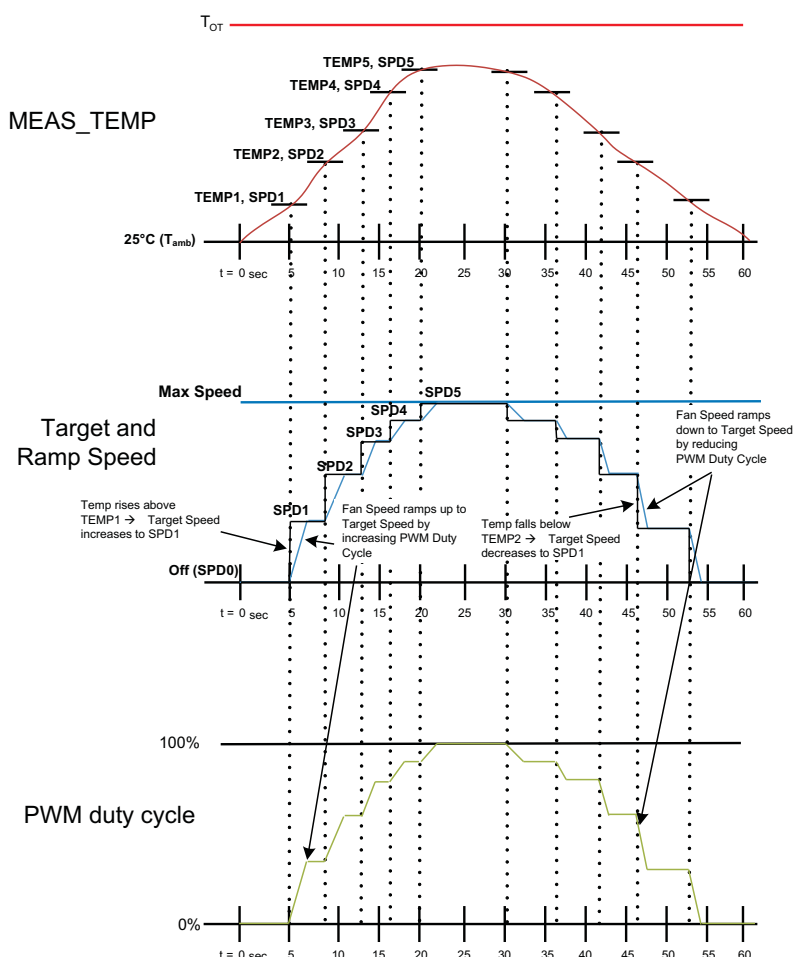 T_OT
TEMP5, SPD5
TEMP4, SPD4
MEAS_TEMP
TEMP3, SPD3
TEMP2, SPD2
TEMP1, SPD1
25°C (T_amb)
t = 0 sec 5 10 15 20 25 30 35 40 45 50 55 60
Max Speed
SPD5
SPD4
SPD3
SPD2
SPD1
Target and
Ramp Speed
Fan Speed ramps
down to Target Speed
by reducing
PWM Duty Cycle
Temp rises above
TEMP1 → Target Speed
increases to SPD1
Fan Speed ramps up to
Target Speed by
increasing PWM Duty
Cycle
Temp falls below
TEMP2 → Target Speed
decreases to SPD1
Off (SPD0)
t = 0 sec 5 10 15 20 25 30 35 40 45 50 55 60
100%
PWM duty cycle
0%
t = 0 sec 5 10 15 20 25 30 35 40 45 50 55 60